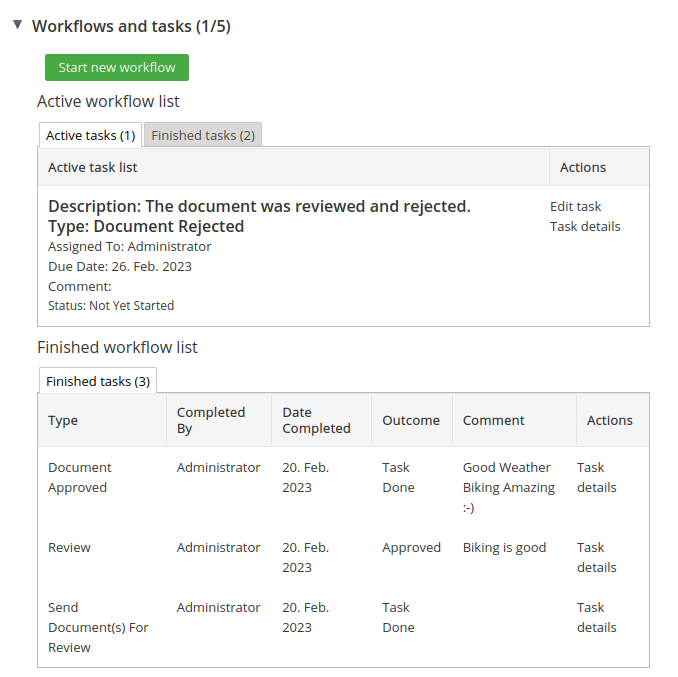 Workflows and tasks (1/5)
Start new workflow
Active workflow list
Active tasks (1) Finished tasks (2)
Active task list Actions
Description: The document was reviewed and rejected. Edit task
Type: Document Rejected Task details
Assigned To: Administrator
Due Date: 26. Feb. 2023
Comment:
Status: Not Yet Started
Finished workflow list
Finished tasks (3)
Type Completed By Date Completed Outcome Comment Actions
Document Administrator 20. Feb. Task Good Weather Task
Approved 2023 Done Biking Amazing details
:-)
Review Administrator 20. Feb. Approved Biking is good Task
2023 details
Send Administrator 20. Feb. Task Task
Document(s) For 2023 Done details
Review